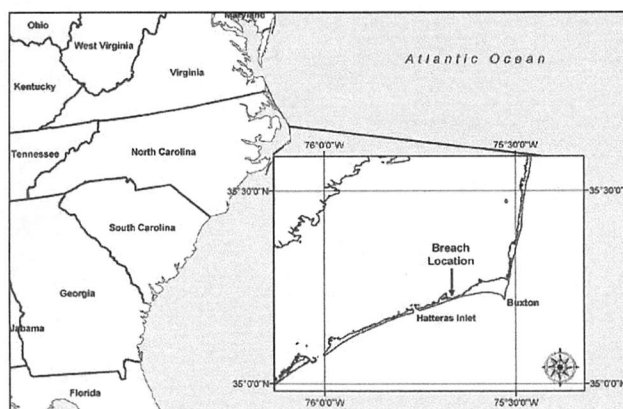 Maryland
Ohio
West Virginia
Atlantic Ocean
Virginia
Kentucky
76°0'0"W
75°30'0"W
Tennessee
North Carolina
35°30'0"N
35°30'0"N
South Carolina
Breach
Location
Georgia
Buxton
Hatteras Inlet
Jabama
35°0'0"N
35°0'0"N
Florida
76°0'0"W
75°30'0"W